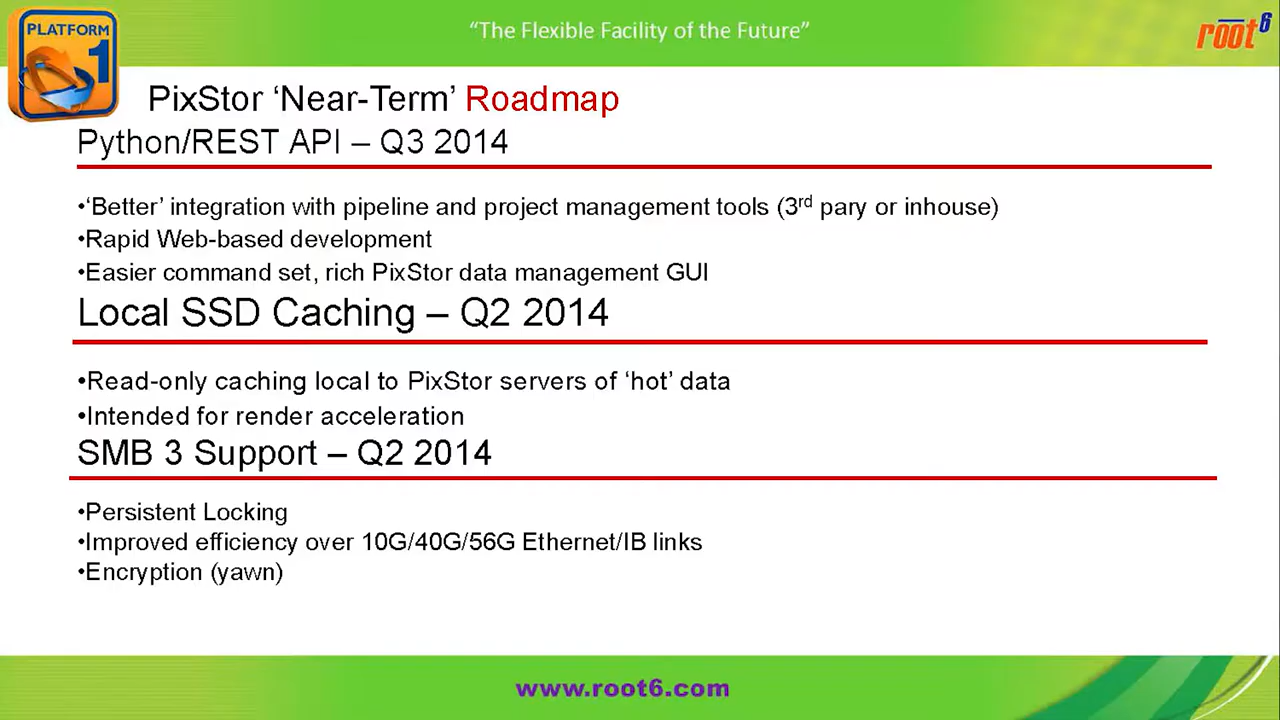 “The Flexible Facility of the Future”
PLATFORM
1
root6
PixStor ‘Near-Term’ Roadmap
Python/REST API – Q3 2014
•‘Better’ integration with pipeline and project management tools (3rd pary or inhouse)
•Rapid Web-based development
•Easier command set, rich PixStor data management GUI
Local SSD Caching – Q2 2014
•Read-only caching local to PixStor servers of ‘hot’ data
•Intended for render acceleration
SMB 3 Support – Q2 2014
•Persistent Locking
•Improved efficiency over 10G/40G/56G Ethernet/IB links
•Encryption (yawn)
www.root6.com